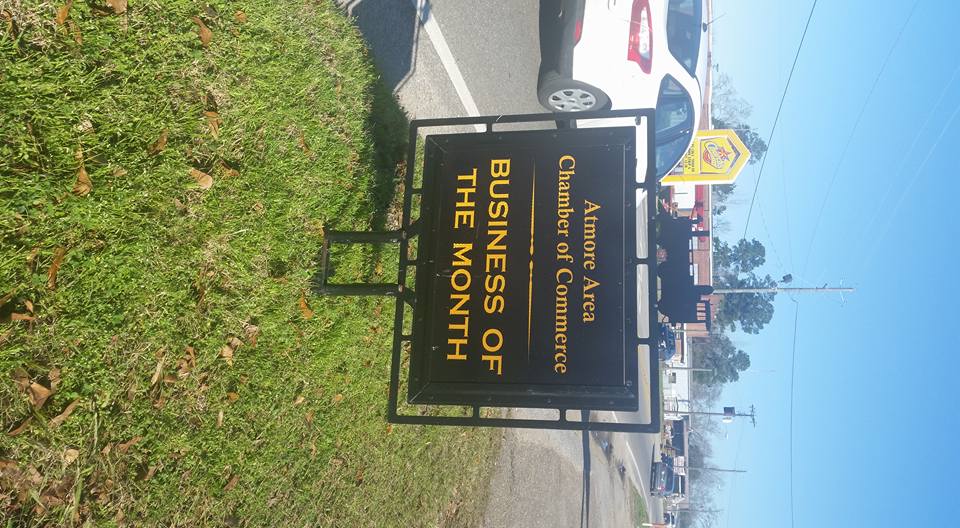 Atmore Area
Chamber of Commerce
BUSINESS OF
THE MONTH